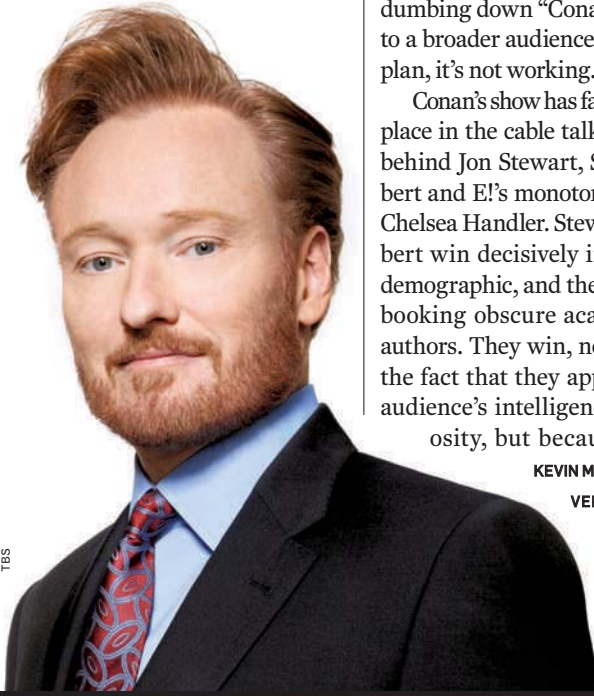 dumbing down “Cona
to a broader audience
plan, it’s not working.
Conan’s show has fa
place in the cable talk
behind Jon Stewart, S
bert and E!’s monoton
Chelsea Handler. Stew
bert win decisively i
demographic, and the
booking obscure aca
authors. They win, no
the fact that they app
audience’s intelligen
osity, but becau
KEVIN M
VE
TBS